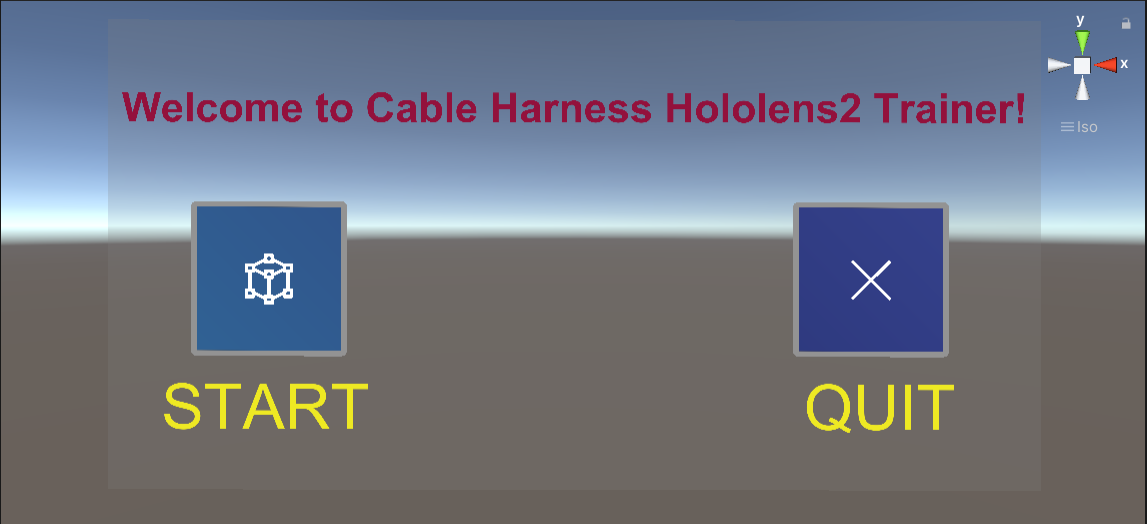 y
Welcome to Cable Harness Hololens2 Trainer!
x
Iso
START
QUIT